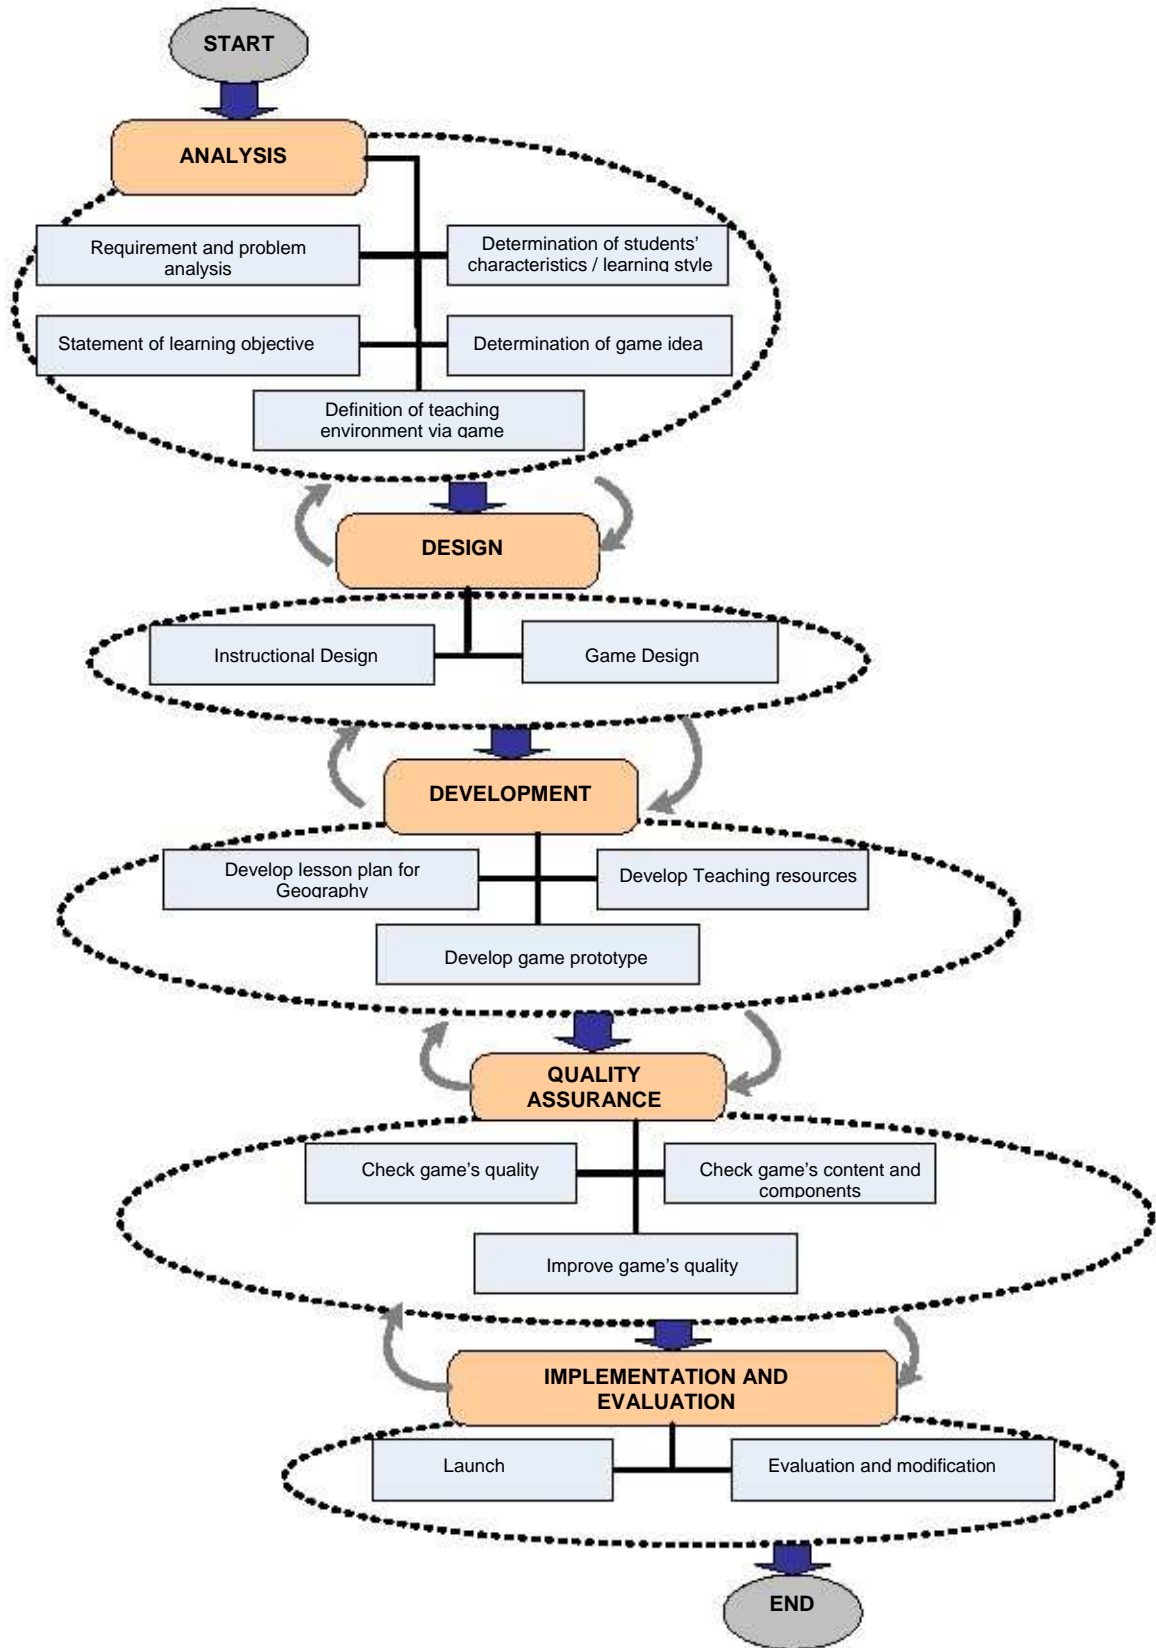 START
ANALYSIS
Requirement and problem
analysis
Determination of students’
characteristics / learning style
Statement of learning objective
Determination of game idea
Definition of teaching
environment via game
DESIGN
Instructional Design
Game Design
DEVELOPMENT
Develop lesson plan for
Geography
Develop Teaching resources
Develop game prototype
QUALITY
ASSURANCE
Check game’s quality
Check game’s content and
components
Improve game’s quality
IMPLEMENTATION AND
EVALUATION
Launch
Evaluation and modification
END